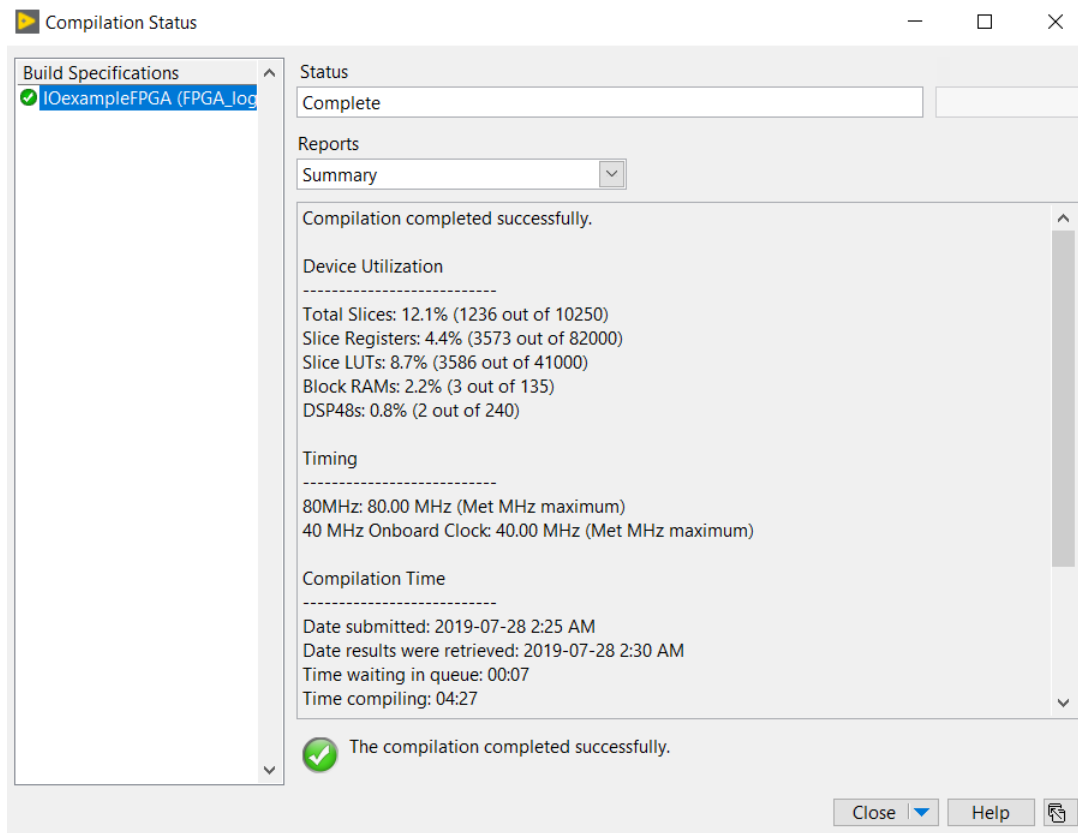 Compilation Status
Build Specifications
IOexampleFPGA (FPGA_log
Status
Complete
Reports
Summary
Compilation completed successfully.
Device Utilization
---------------------------
Total Slices: 12.1% (1236 out of 10250)
Slice Registers: 4.4% (3573 out of 82000)
Slice LUTs: 8.7% (3586 out of 41000)
Block RAMs: 2.2% (3 out of 135)
DSP48s: 0.8% (2 out of 240)
Timing
---------------------------
80MHz: 80.00 MHz (Met MHz maximum)
40 MHz Onboard Clock: 40.00 MHz (Met MHz maximum)
Compilation Time
---------------------------
Date submitted: 2019-07-28 2:25 AM
Date results were retrieved: 2019-07-28 2:30 AM
Time waiting in queue: 00:07
Time compiling: 04:27
The compilation completed successfully.
Close
Help